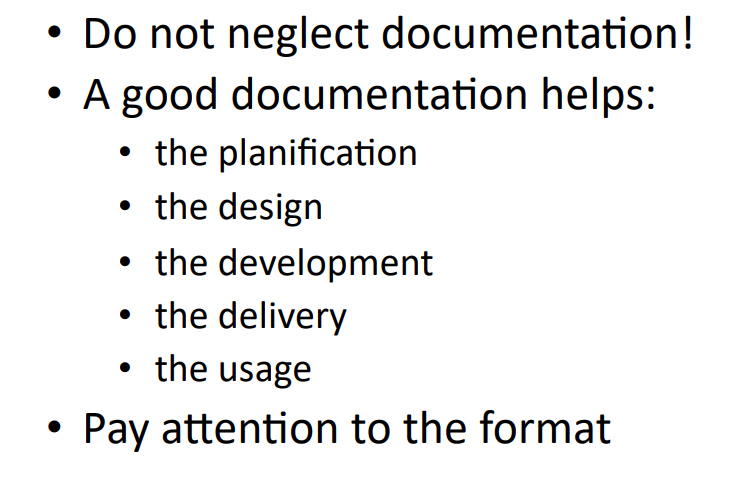 • Do not neglect documentation!
• A good documentation helps:
• the planification
• the design
• the development
• the delivery
• the usage
• Pay attention to the format